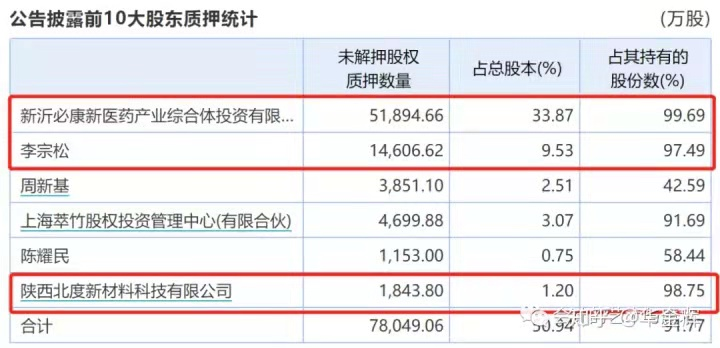 公告披露前10大股东质押统计 (万股)
未解押股权质押数量 占总股本(%) 占其持有的股份数(%)
新沂必康新医药产业综合体投资有限... 51,894.66 33.87 99.69
李宗松 14,606.62 9.53 97.49
周新基 3,851.10 2.51 42.59
上海萃竹股权投资管理中心(有限合伙) 4,699.88 3.07 91.69
陈耀民 1,153.00 0.75 58.44
陕西北度新材料科技有限公司 1,843.80 1.20 98.75
合计 78,049.06 50.94 91.77